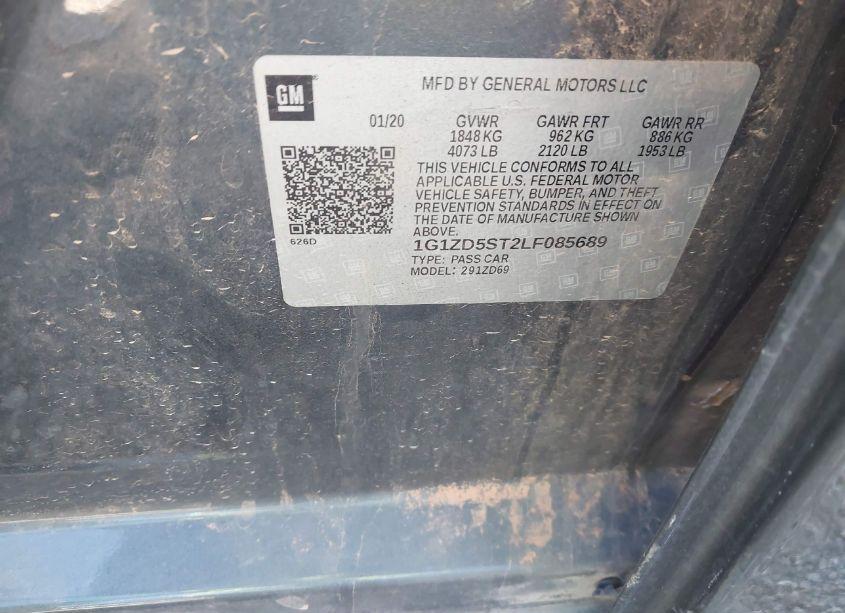 GM
MFD BY GENERAL MOTORS LLC
01/20 GVWR GAWR FRT GAWR RR
1848 KG 962 KG 886 KG
4073 LB 2120 LB 1953 LB
THIS VEHICLE CONFORMS TO ALL
APPLICABLE U.S. FEDERAL MOTOR
VEHICLE SAFETY, BUMPER, AND THEFT
PREVENTION STANDARDS IN EFFECT ON
THE DATE OF MANUFACTURE SHOWN
ABOVE.
626D
1G1ZD5ST2LF085689
TYPE: PASS CAR
MODEL: 291ZD69